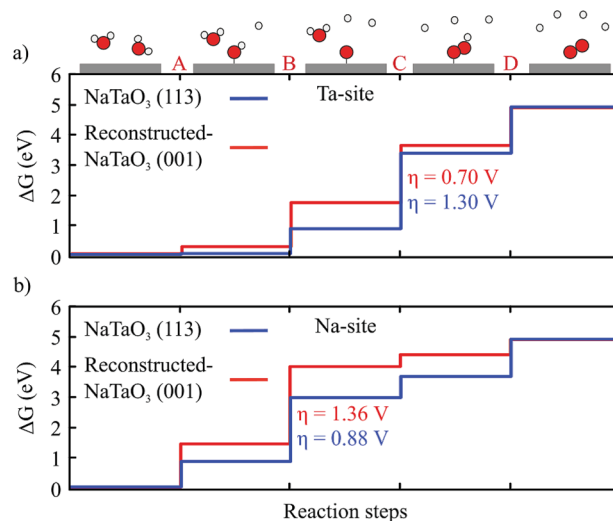 a)
A B C D
6
5
4
3
2
1
0
ΔG (eV)
NaTaO3 (113)
Reconstructed-
NaTaO3 (001)
Ta-site
η = 0.70 V
η = 1.30 V
b)
6
5
4
3
2
1
0
ΔG (eV)
NaTaO3 (113)
Reconstructed-
NaTaO3 (001)
Na-site
η = 1.36 V
η = 0.88 V
Reaction steps